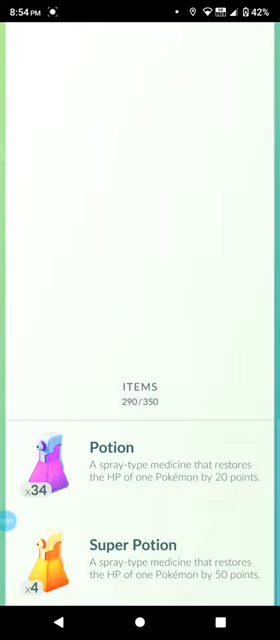 8:54 PM 42%
ITEMS
290/350
Potion
A spray-type medicine that restores
the HP of one Pokémon by 20 points.
x34
Super Potion
A spray-type medicine that restores
the HP of one Pokémon by 50 points.
x4